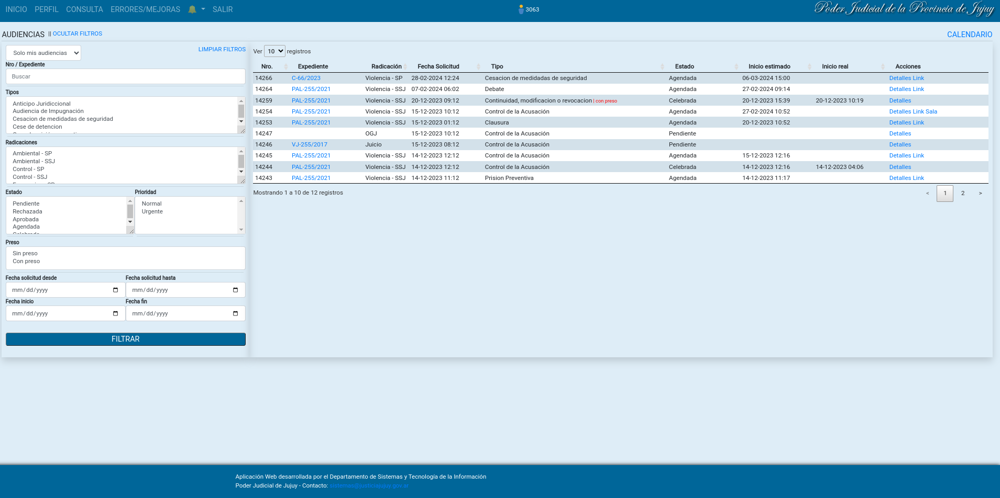 INICIO PERFIL CONSULTA ERRORES/MEJORAS SALIR 3063 Poder Judicial de la Provincia de Jujuy
AUDIENCIAS || OCULTAR FILTROS CALENDARIO
Solo mis audiencias LIMPIAR FILTROS
Nro / Expediente
Buscar
Tipos
Anticipo Juridiccional
Audiencia de Impugnación
Cesacion de medidadas de seguridad
Cese de detencion
Radicaciones
Ambiental - SP
Ambiental - SSJ
Control - SP
Control - SSJ
Estado Prioridad
Pendiente Normal
Rechazada Urgente
Aprobada
Agendada
Celebrada
Preso
Sin preso
Con preso
Fecha solicitud desde Fecha solicitud hasta
mm/dd/yyyy mm/dd/yyyy
Fecha inicio Fecha fin
mm/dd/yyyy mm/dd/yyyy
FILTRAR
Ver 10 registros
Nro. Expediente Radicación Fecha Solicitud Tipo Estado Inicio estimado Inicio real Acciones
14266 C-66/2023 Violencia - SP 28-02-2024 12:24 Cesacion de medidadas de seguridad Agendada 06-03-2024 15:00 Detalles Link
14264 PAL-255/2021 Violencia - SSJ 07-02-2024 06:02 Debate Agendada 27-02-2024 09:14 Detalles Link
14259 PAL-255/2021 Violencia - SSJ 20-12-2023 09:12 Continuidad, modificacion o revocacion | con preso Celebrada 20-12-2023 15:39 20-12-2023 10:19 Detalles
14254 PAL-255/2021 Violencia - SSJ 15-12-2023 10:12 Control de la Acusación Agendada 27-02-2024 10:52 Detalles Link Sala
14253 PAL-255/2021 Violencia - SSJ 15-12-2023 01:12 Clausura Agendada 20-12-2023 10:52 Detalles Link
14247 OGJ 15-12-2023 10:12 Control de la Acusación Pendiente Detalles
14246 VJ-255/2017 Juicio 15-12-2023 08:12 Control de la Acusación Pendiente Detalles
14245 PAL-255/2021 Violencia - SSJ 14-12-2023 12:12 Control de la Acusación Agendada 15-12-2023 12:16 Detalles Link
14244 PAL-255/2021 Violencia - SSJ 14-12-2023 12:12 Control de la Acusación Celebrada 14-12-2023 12:16 14-12-2023 04:06 Detalles
14243 PAL-255/2021 Violencia - SSJ 14-12-2023 11:12 Prision Preventiva Agendada 14-12-2023 11:17 Detalles Link
Mostrando 1 a 10 de 12 registros < 1 2 >
Aplicación Web desarrollada por el Departamento de Sistemas y Tecnología de la Información
Poder Judicial de Jujuy - Contacto: sistemas@justiciajujuy.gov.ar